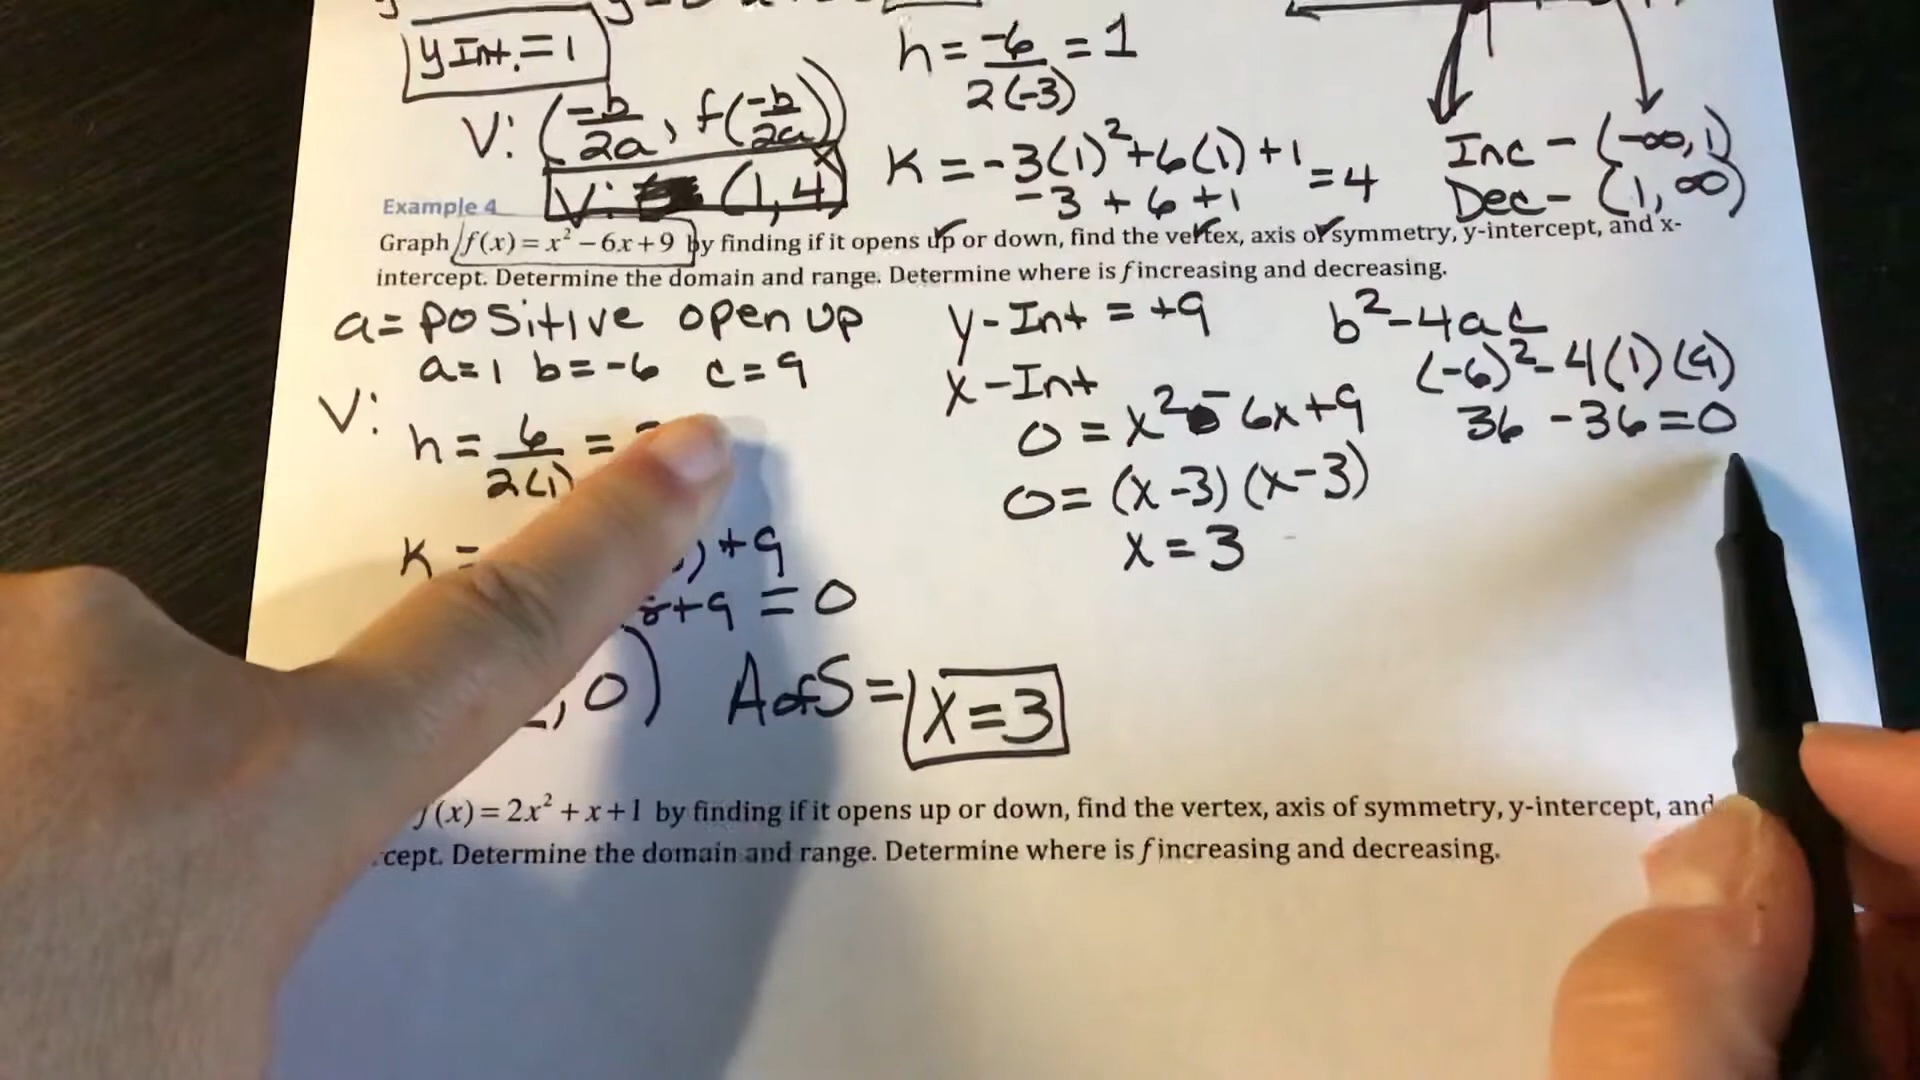 y Int. = 1
h = -6 / 2(-3) = 1
V: (-b/2a, f(-b/2a))
K = -3(1)²+6(1)+1 = 4
-3 + 6 + 1
V: (1,4)
Inc - (-∞,1)
Dec - (1,∞)
Example 4
Graph f(x) = x² − 6x + 9 by finding if it opens up or down, find the vertex, axis of symmetry, y-intercept, and x-
intercept. Determine the domain and range. Determine where is f increasing and decreasing.
a = positive open up
a=1 b=-6 c=9
V:
h = 6 / 2(1) =
K =
) +9
+9 = 0
, 0)
A of S = x=3
y-Int = +9
x-Int
0 = x² - 6x+9
0 = (x-3)(x-3)
x = 3
b²-4ac
(-6)²-4(1)(9)
36 - 36 = 0
f(x) = 2x² + x + 1 by finding if it opens up or down, find the vertex, axis of symmetry, y-intercept, and
cept. Determine the domain and range. Determine where is f increasing and decreasing.